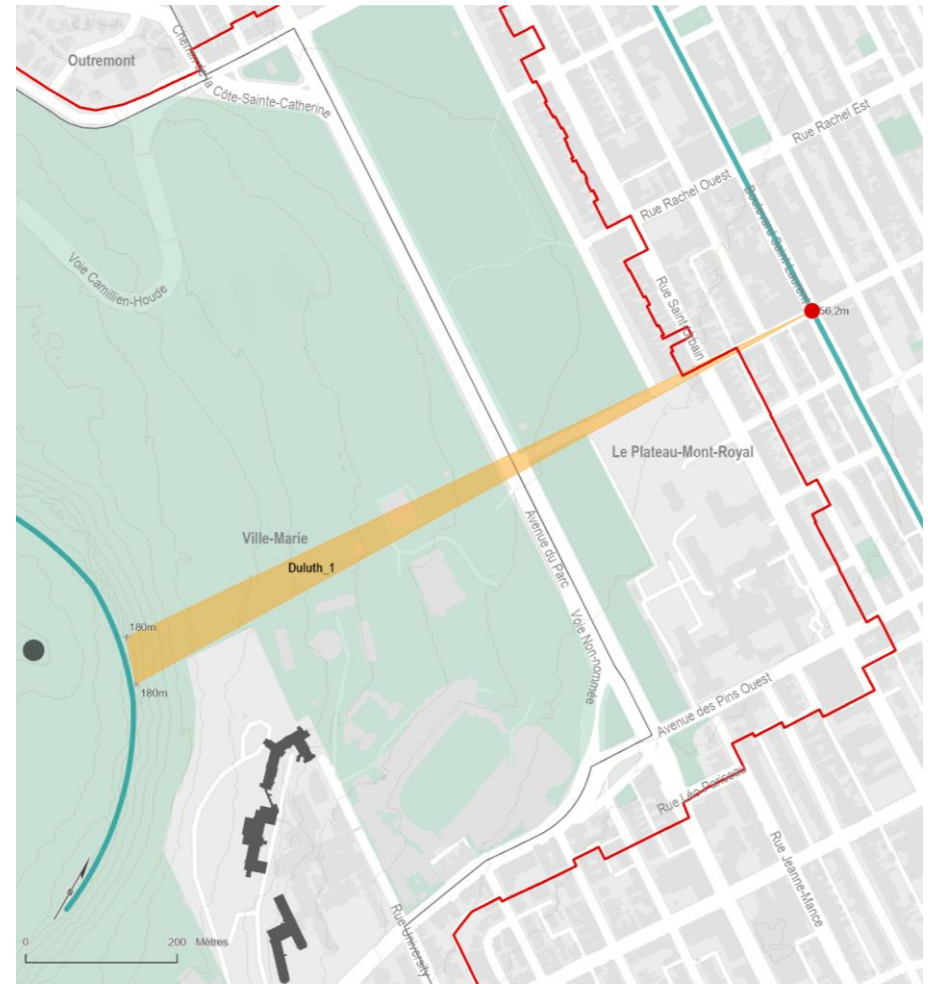 Outremont
Chemin de la Côte-Sainte-Catherine
Rue Rachel Est
Rue Rachel Ouest
Boulevard Saint-Laurent
Voie Camillien-Houde
Rue Saint-Urbain
56,2m
Le Plateau-Mont-Royal
Ville-Marie
Avenue du Parc
Duluth_1
180m
180m
Voie Non-nommée
Avenue des Pins Ouest
Rue Léo-Pariseau
Rue Jeanne-Mance
Rue University
N
0 200 Mètres